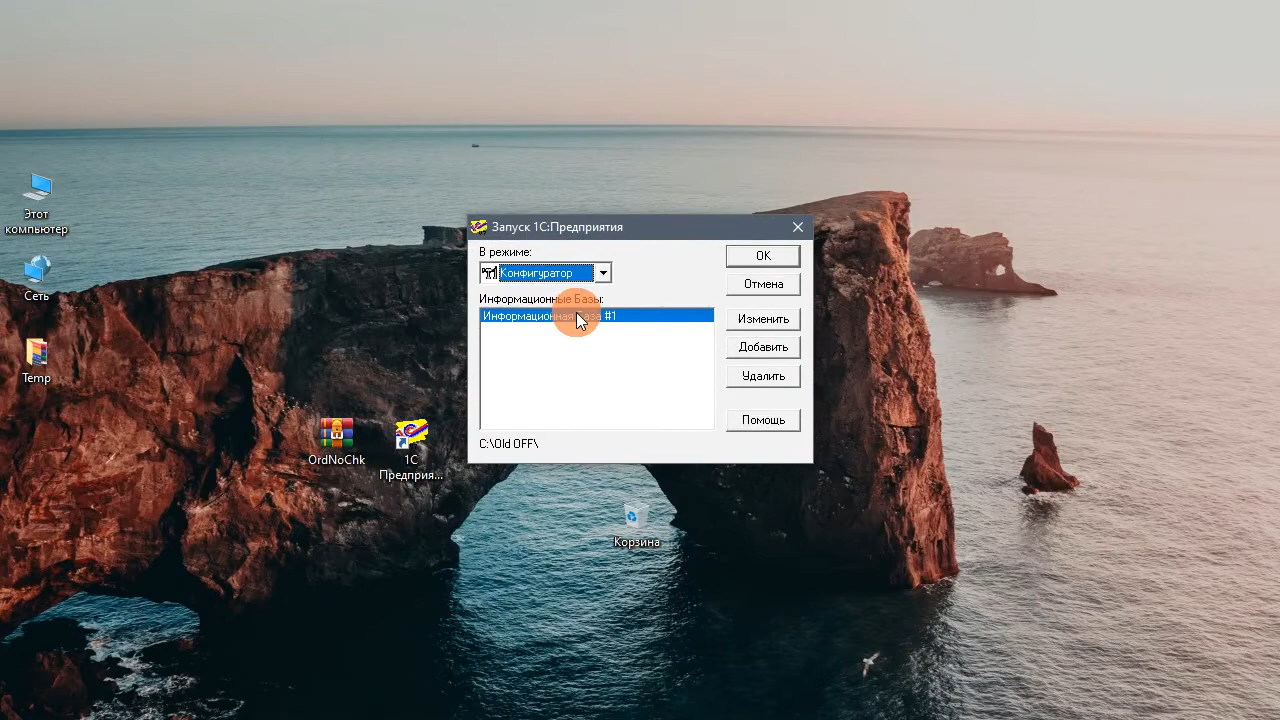 Этот
компьютер
Сеть
Temp
OrdNoChk
1С
Предприя...
Корзина
Запуск 1С:Предприятия
В режиме:
Конфигуратор
Информационные Базы:
Информационная База #1
C:\Old OFF\
OK
Отмена
Изменить
Добавить
Удалить
Помощь